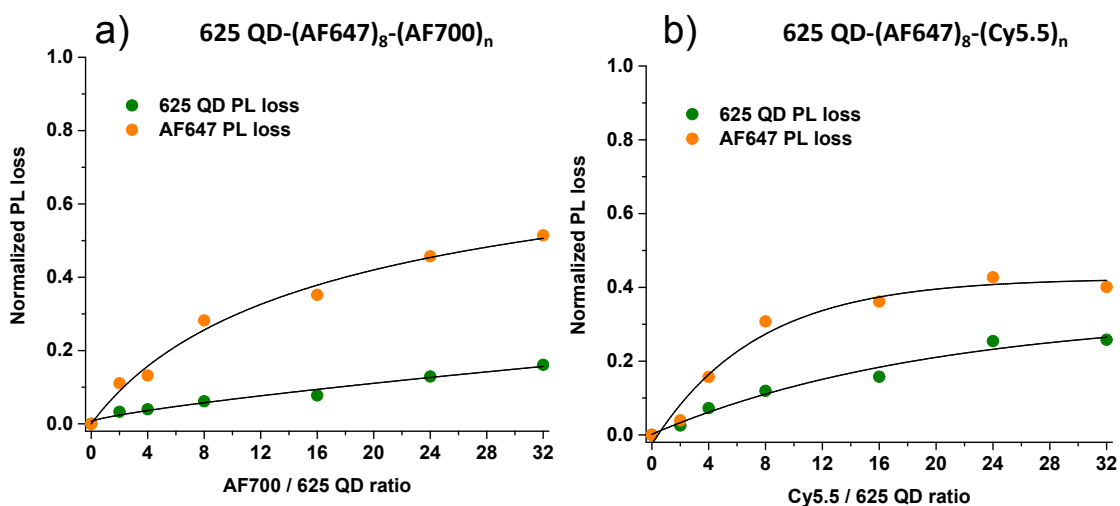 a) 625 QD-(AF647)8-(AF700)n
1.0
0.8
0.6
0.4
0.2
0.0
Normalized PL loss
625 QD PL loss
AF647 PL loss
0 4 8 12 16 20 24 28 32
AF700 / 625 QD ratio
b) 625 QD-(AF647)8-(Cy5.5)n
1.0
0.8
0.6
0.4
0.2
0.0
Normalized PL loss
625 QD PL loss
AF647 PL loss
0 4 8 12 16 20 24 28 32
Cy5.5 / 625 QD ratio